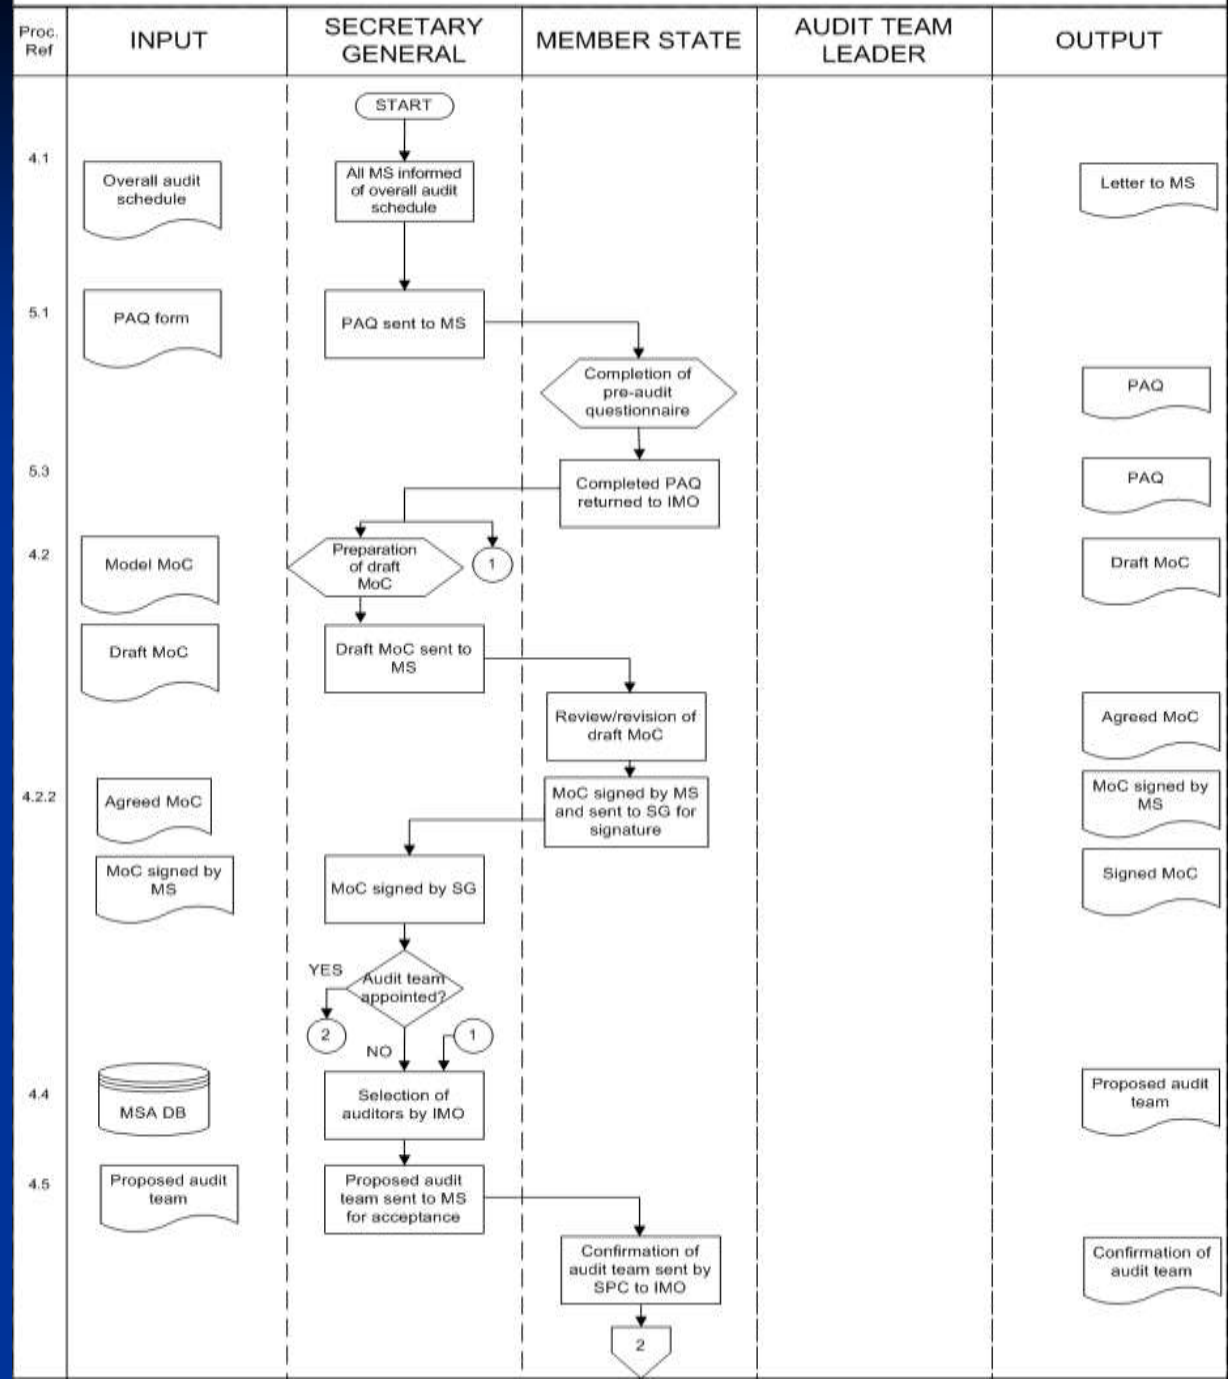 Proc.
Ref
INPUT
SECRETARY
GENERAL
MEMBER STATE
AUDIT TEAM
LEADER
OUTPUT
START
4.1
Overall audit
schedule
All MS informed
of overall audit
schedule
Letter to MS
5.1
PAQ form
PAQ sent to MS
Completion of
pre-audit
questionnaire
PAQ
5.3
Completed PAQ
returned to IMO
PAQ
4.2
Model MoC
Preparation
of draft
MoC
1
Draft MoC
Draft MoC
Draft MoC sent to
MS
Review/revision of
draft MoC
Agreed MoC
4.2.2
Agreed MoC
MoC signed by MS
and sent to SG for
signature
MoC signed by
MS
MoC signed by
MS
MoC signed by SG
Signed MoC
YES
Audit team
appointed?
2
NO
1
4.4
MSA DB
Selection of
auditors by IMO
Proposed audit
team
4.5
Proposed audit
team
Proposed audit
team sent to MS
for acceptance
Confirmation of
audit team sent by
SPC to IMO
Confirmation of
audit team
2